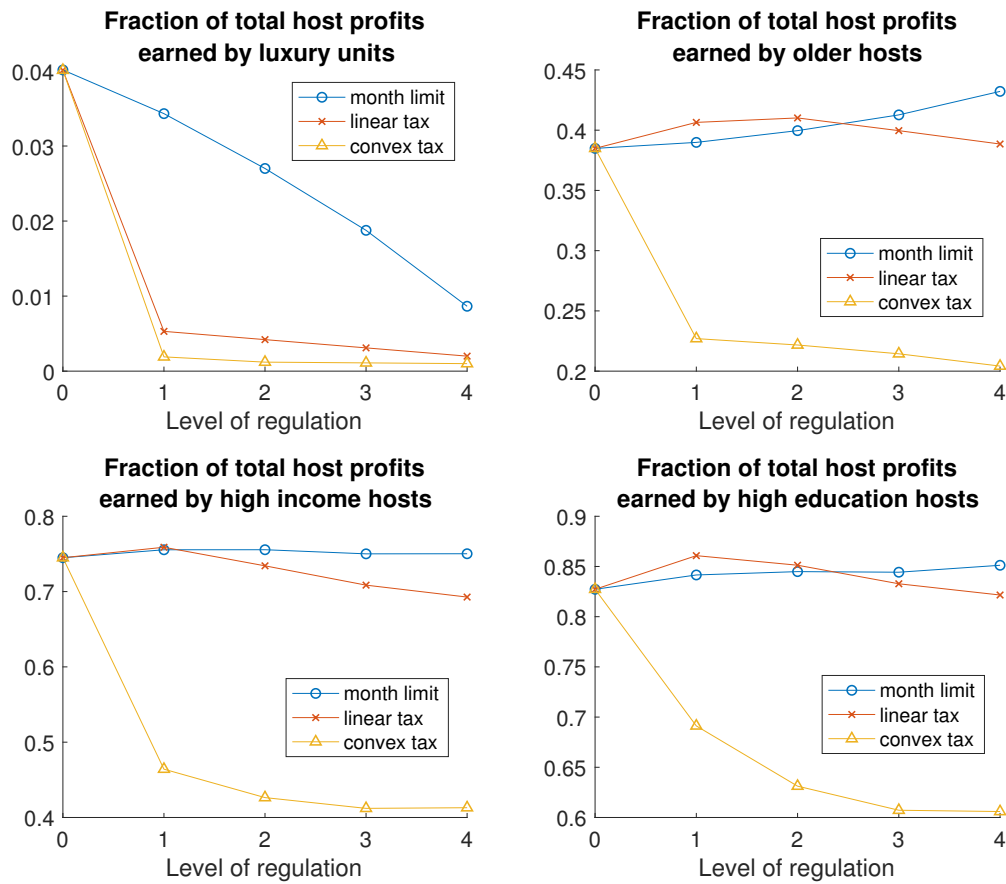 Fraction of total host profits
earned by luxury units
0.04
0.03
0.02
0.01
0
month limit
linear tax
convex tax
0 1 2 3 4
Level of regulation
Fraction of total host profits
earned by older hosts
0.45
0.4
0.35
0.3
0.25
0.2
month limit
linear tax
convex tax
0 1 2 3 4
Level of regulation
Fraction of total host profits
earned by high income hosts
0.8
0.7
0.6
0.5
0.4
month limit
linear tax
convex tax
0 1 2 3 4
Level of regulation
Fraction of total host profits
earned by high education hosts
0.9
0.85
0.8
0.75
0.7
0.65
0.6
month limit
linear tax
convex tax
0 1 2 3 4
Level of regulation